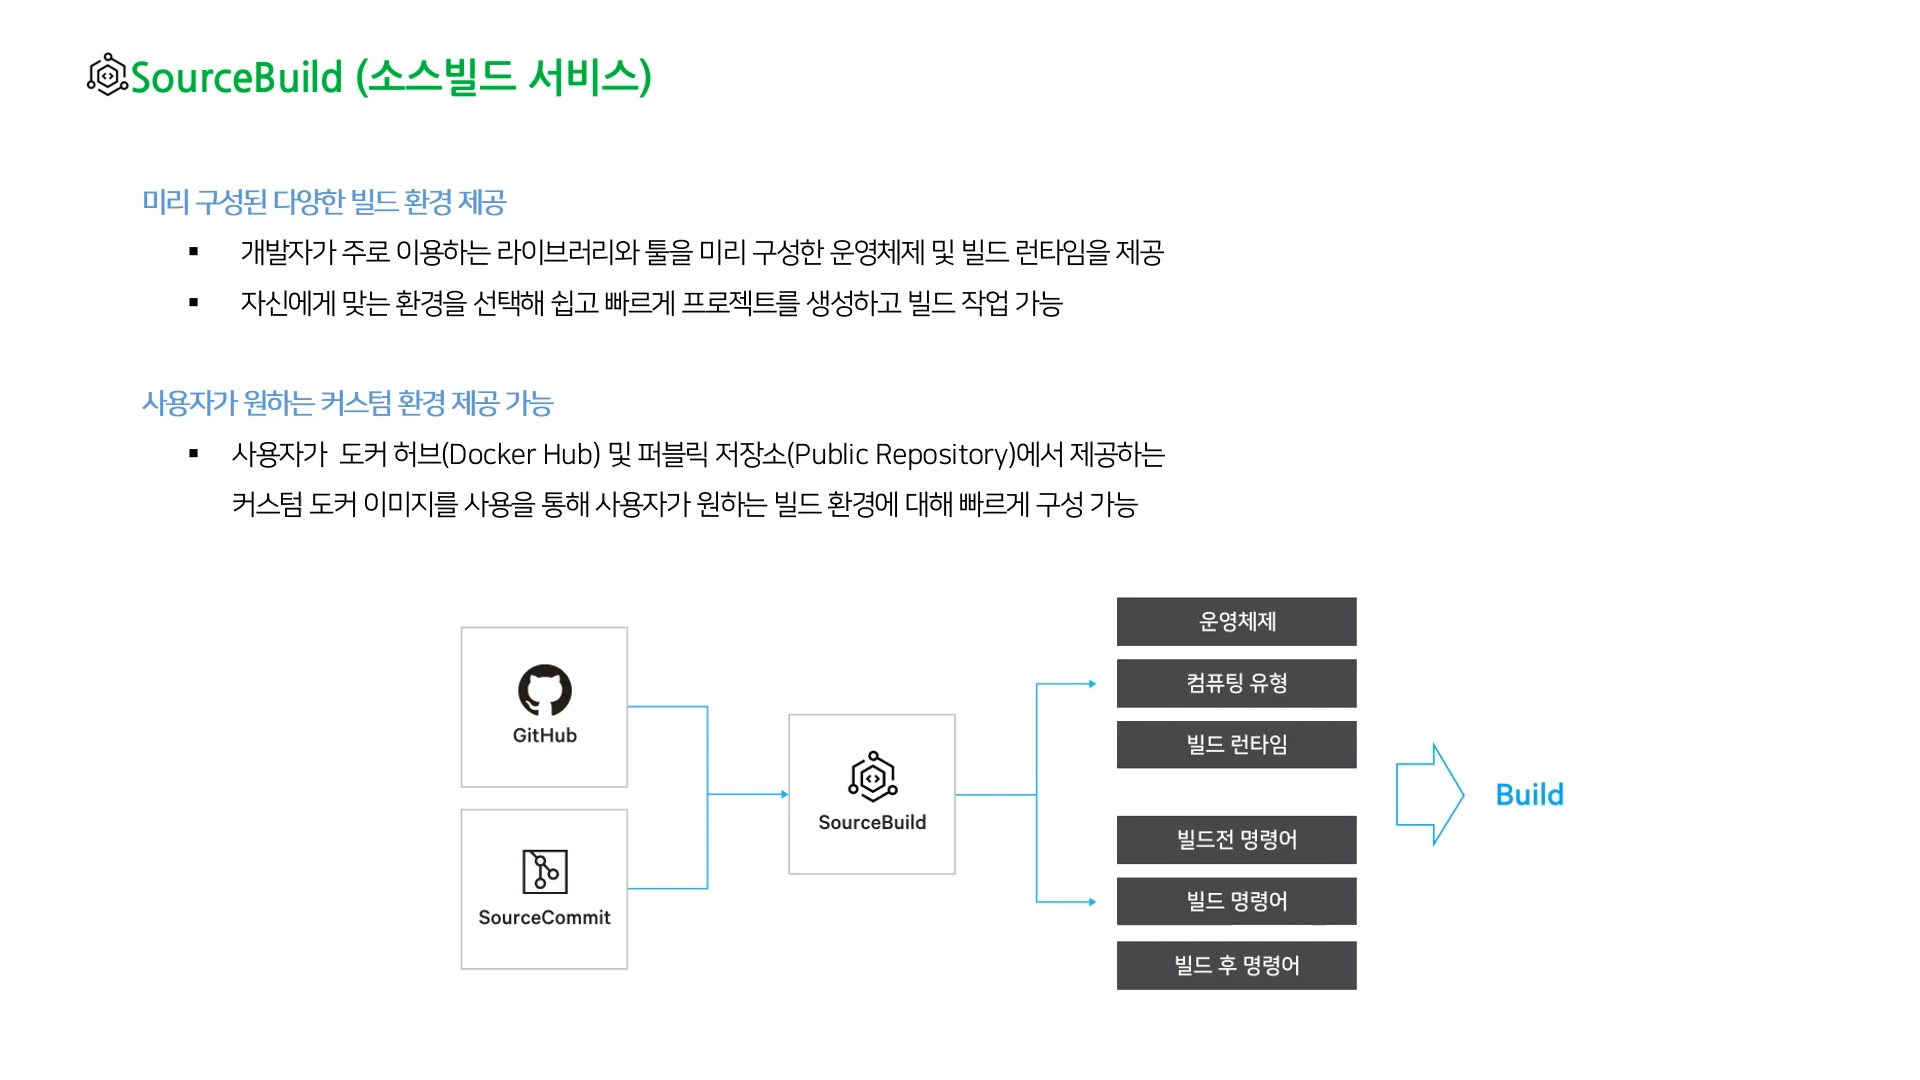 SourceBuild (소스빌드 서비스)
미리 구성된 다양한 빌드 환경 제공
▪ 개발자가 주로 이용하는 라이브러리와 툴을 미리 구성한 운영체제 및 빌드 런타임을 제공
▪ 자신에게 맞는 환경을 선택해 쉽고 빠르게 프로젝트를 생성하고 빌드 작업 가능
사용자가 원하는 커스텀 환경 제공 가능
▪ 사용자가 도커 허브(Docker Hub) 및 퍼블릭 저장소(Public Repository)에서 제공하는
커스텀 도커 이미지를 사용을 통해 사용자가 원하는 빌드 환경에 대해 빠르게 구성 가능
GitHub
SourceCommit
SourceBuild
운영체제
컴퓨팅 유형
빌드 런타임
빌드전 명령어
빌드 명령어
빌드 후 명령어
Build